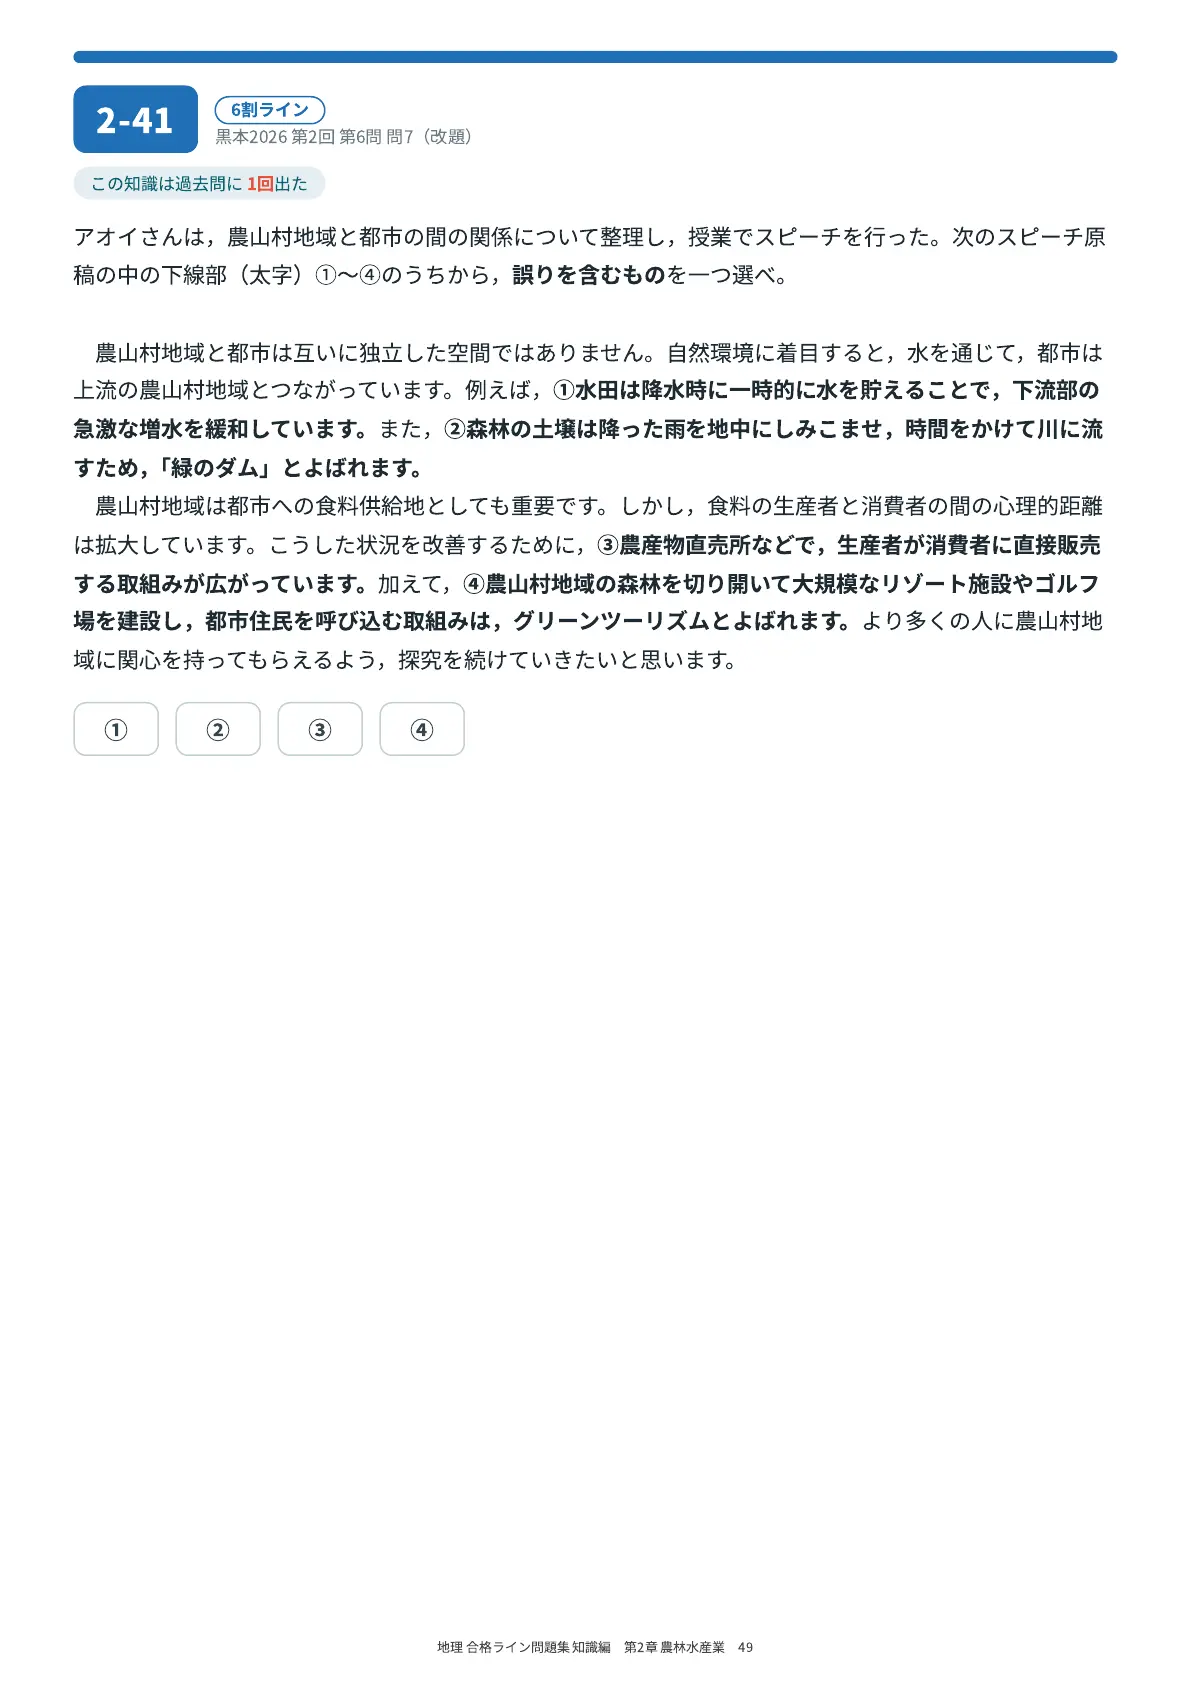 2-41
6割ライン
黒本2026 第2回 第6問 問7（改題）
この知識は過去問に 1回出た
アオイさんは，農山村地域と都市の間の関係について整理し，授業でスピーチを行った。次のスピーチ原
稿の中の下線部（太字）①～④のうちから，誤りを含むものを一つ選べ。
農山村地域と都市は互いに独立した空間ではありません。自然環境に着目すると，水を通じて，都市は
上流の農山村地域とつながっています。例えば，①水田は降水時に一時的に水を貯えることで，下流部の
急激な増水を緩和しています。また，②森林の土壌は降った雨を地中にしみこませ，時間をかけて川に流
すため，「緑のダム」とよばれます。
農山村地域は都市への食料供給地としても重要です。しかし，食料の生産者と消費者の間の心理的距離
は拡大しています。こうした状況を改善するために，③農産物直売所などで，生産者が消費者に直接販売
する取組みが広がっています。加えて，④農山村地域の森林を切り開いて大規模なリゾート施設やゴルフ
場を建設し，都市住民を呼び込む取組みは，グリーンツーリズムとよばれます。より多くの人に農山村地
域に関心を持ってもらえるよう，探究を続けていきたいと思います。
① ② ③ ④
地理 合格ライン問題集 知識編　第2章 農林水産業　49